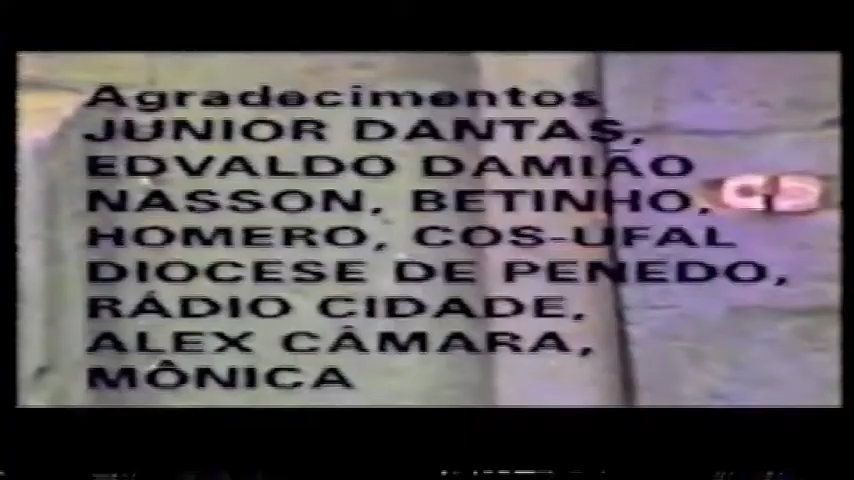 Agradecimentos
JUNIOR DANTAS,
EDVALDO DAMIÃO
NASSON, BETINHO,
HOMERO, COS-UFAL
DIOCESE DE PENEDO,
RÁDIO CIDADE,
ALEX CÂMARA,
MÔNICA